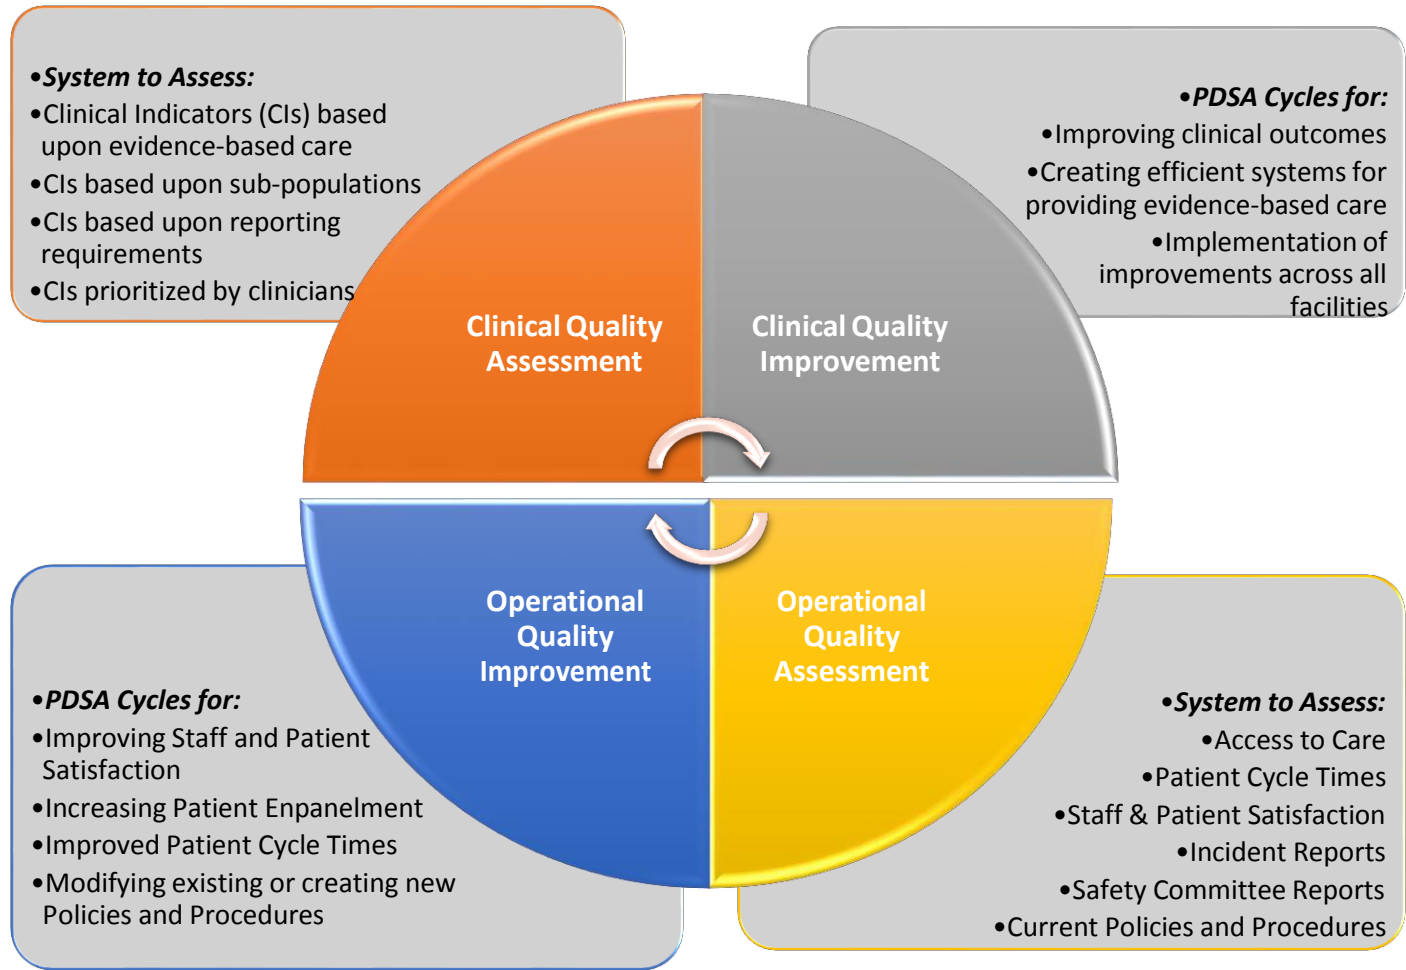 •System to Assess:
•Clinical Indicators (CIs) based
upon evidence-based care
•CIs based upon sub-populations
•CIs based upon reporting
requirements
•CIs prioritized by clinicians
•PDSA Cycles for:
•Improving clinical outcomes
•Creating efficient systems for
providing evidence-based care
•Implementation of
improvements across all
facilities
Clinical Quality
Assessment
Clinical Quality
Improvement
Operational
Quality
Improvement
Operational
Quality
Assessment
•PDSA Cycles for:
•Improving Staff and Patient
Satisfaction
•Increasing Patient Enpanelment
•Improved Patient Cycle Times
•Modifying existing or creating new
Policies and Procedures
•System to Assess:
•Access to Care
•Patient Cycle Times
•Staff & Patient Satisfaction
•Incident Reports
•Safety Committee Reports
•Current Policies and Procedures